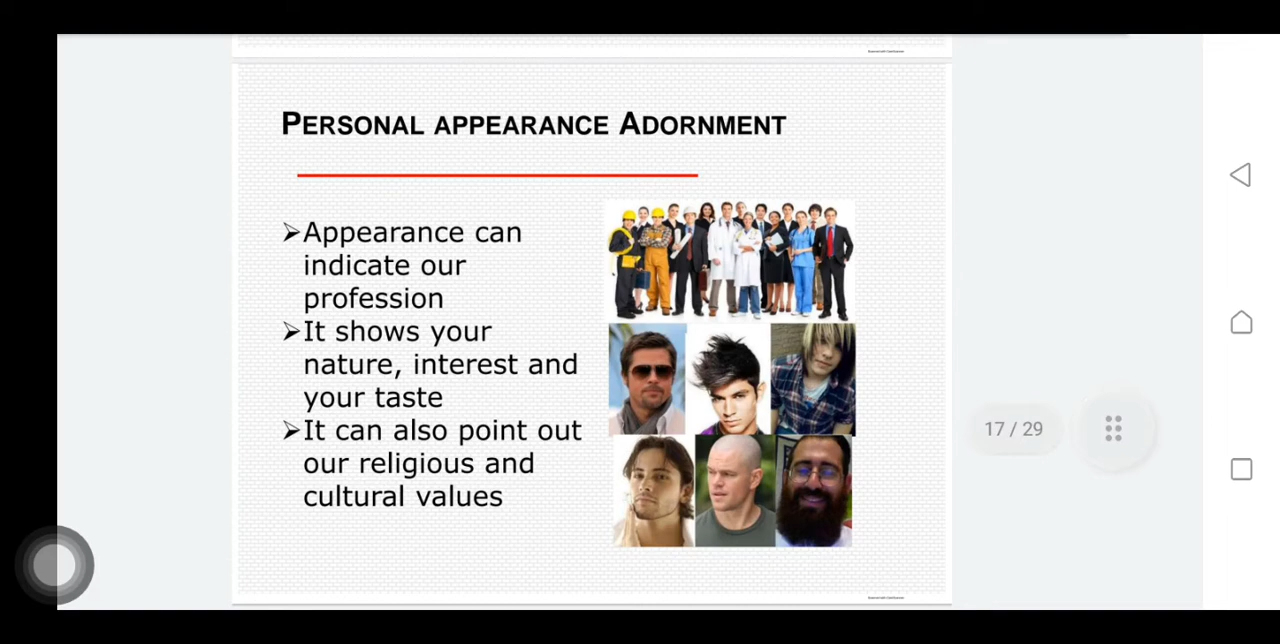 PERSONAL APPEARANCE ADORNMENT
➢Appearance can
indicate our
profession
➢It shows your
nature, interest and
your taste
➢It can also point out
our religious and
cultural values
17 / 29